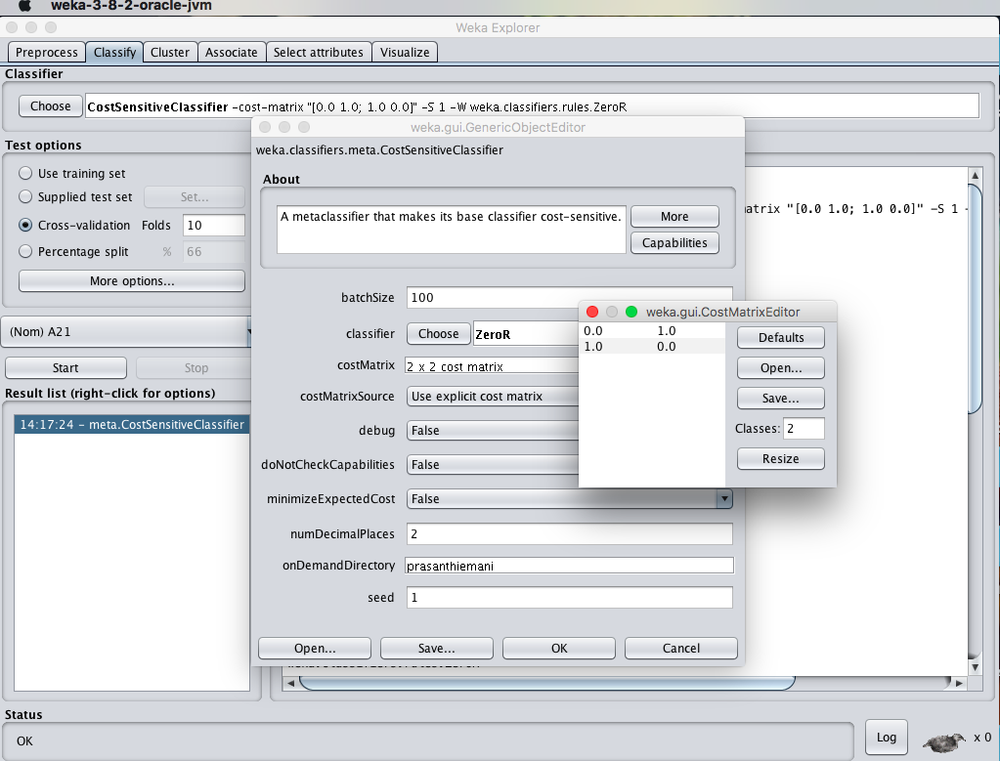 weka-3-8-2-oracle-jvm
Weka Explorer
Preprocess Classify Cluster Associate Select attributes Visualize
Classifier
Choose CostSensitiveClassifier -cost-matrix "[0.0 1.0; 1.0 0.0]" -S 1 -W weka.classifiers.rules.ZeroR
Test options
Use training set
Supplied test set Set...
Cross-validation Folds 10
Percentage split % 66
More options...
(Nom) A21
Start Stop
Result list (right-click for options)
14:17:24 - meta.CostSensitiveClassifier
atrix "[0.0 1.0; 1.0 0.0]" -S 1 -
weka.gui.GenericObjectEditor
weka.classifiers.meta.CostSensitiveClassifier
About
A metaclassifier that makes its base classifier cost-sensitive.
More
Capabilities
batchSize 100
classifier Choose ZeroR
costMatrix 2 x 2 cost matrix
costMatrixSource Use explicit cost matrix
debug False
doNotCheckCapabilities False
minimizeExpectedCost False
numDecimalPlaces 2
onDemandDirectory prasanthiemani
seed 1
Open... Save... OK Cancel
weka.gui.CostMatrixEditor
0.0 1.0
1.0 0.0
Defaults
Open...
Save...
Classes: 2
Resize
Status
OK
Log x 0